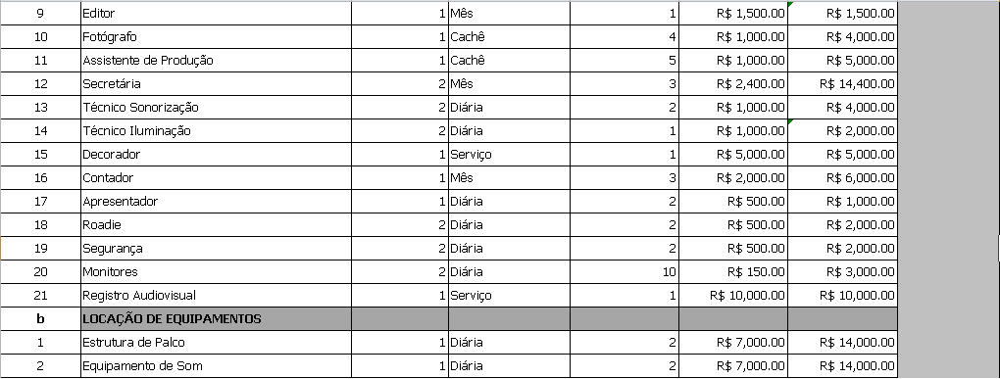 9 Editor 1 Mês 1 R$ 1,500.00 R$ 1,500.00
10 Fotógrafo 1 Cachê 4 R$ 1,000.00 R$ 4,000.00
11 Assistente de Produção 1 Cachê 5 R$ 1,000.00 R$ 5,000.00
12 Secretária 2 Mês 3 R$ 2,400.00 R$ 14,400.00
13 Técnico Sonorização 2 Diária 2 R$ 1,000.00 R$ 4,000.00
14 Técnico Iluminação 2 Diária 1 R$ 1,000.00 R$ 2,000.00
15 Decorador 1 Serviço 1 R$ 5,000.00 R$ 5,000.00
16 Contador 1 Mês 3 R$ 2,000.00 R$ 6,000.00
17 Apresentador 1 Diária 2 R$ 500.00 R$ 1,000.00
18 Roadie 2 Diária 2 R$ 500.00 R$ 2,000.00
19 Segurança 2 Diária 2 R$ 500.00 R$ 2,000.00
20 Monitores 2 Diária 10 R$ 150.00 R$ 3,000.00
21 Registro Audiovisual 1 Serviço 1 R$ 10,000.00 R$ 10,000.00
b LOCAÇÃO DE EQUIPAMENTOS
1 Estrutura de Palco 1 Diária 2 R$ 7,000.00 R$ 14,000.00
2 Equipamento de Som 1 Diária 2 R$ 7,000.00 R$ 14,000.00